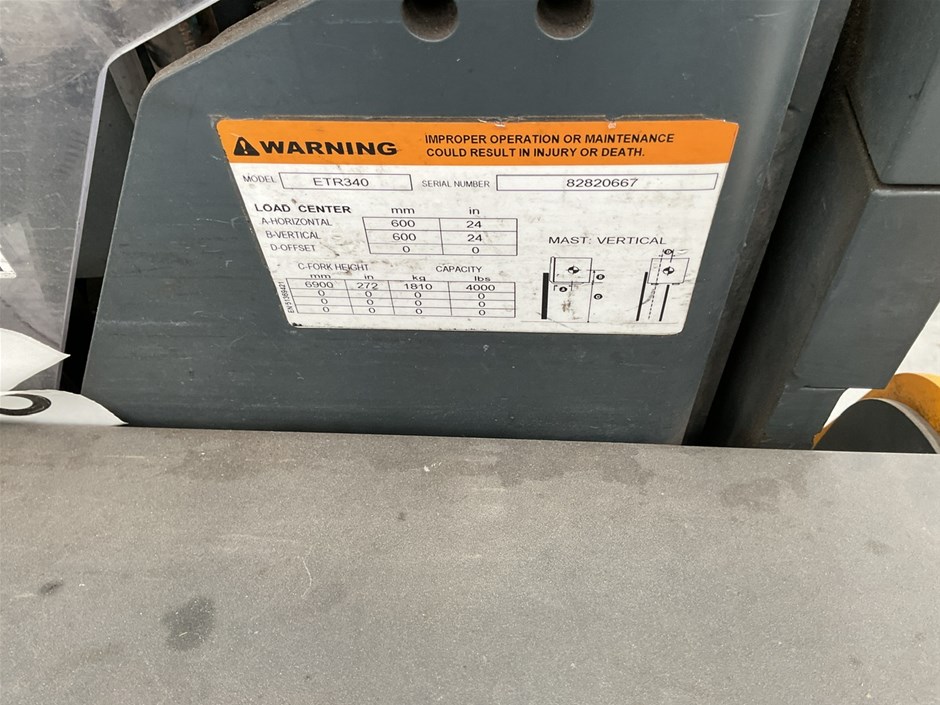 WARNING
IMPROPER OPERATION OR MAINTENANCE
COULD RESULT IN INJURY OR DEATH.
MODEL ETR340 SERIAL NUMBER 82820667
LOAD CENTER mm in
A-HORIZONTAL 600 24
B-VERTICAL 600 24
D-OFFSET 0 0
MAST: VERTICAL
C-FORK HEIGHT CAPACITY
mm in kg lbs
6900 272 1810 4000
0 0 0 0
0 0 0 0
0 0 0 0